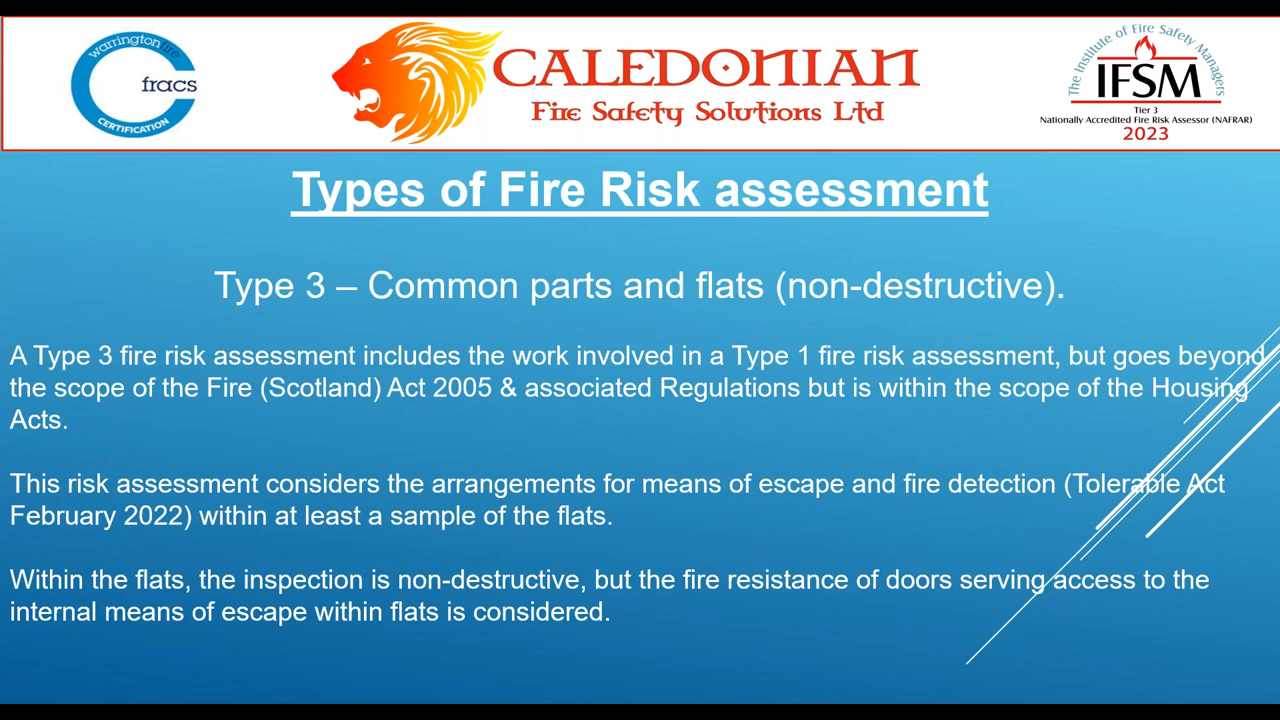 warringtonfire
fracs
CERTIFICATION
CALEDONIAN
Fire Safety Solutions Ltd
The Institute of Fire Safety Managers
IFSM
Tier 3
Nationally Accredited Fire Risk Assessor (NAFRAR)
2023
Types of Fire Risk assessment
Type 3 – Common parts and flats (non-destructive).
A Type 3 fire risk assessment includes the work involved in a Type 1 fire risk assessment, but goes beyond
the scope of the Fire (Scotland) Act 2005 & associated Regulations but is within the scope of the Housing
Acts.
This risk assessment considers the arrangements for means of escape and fire detection (Tolerable Act
February 2022) within at least a sample of the flats.
Within the flats, the inspection is non-destructive, but the fire resistance of doors serving access to the
internal means of escape within flats is considered.